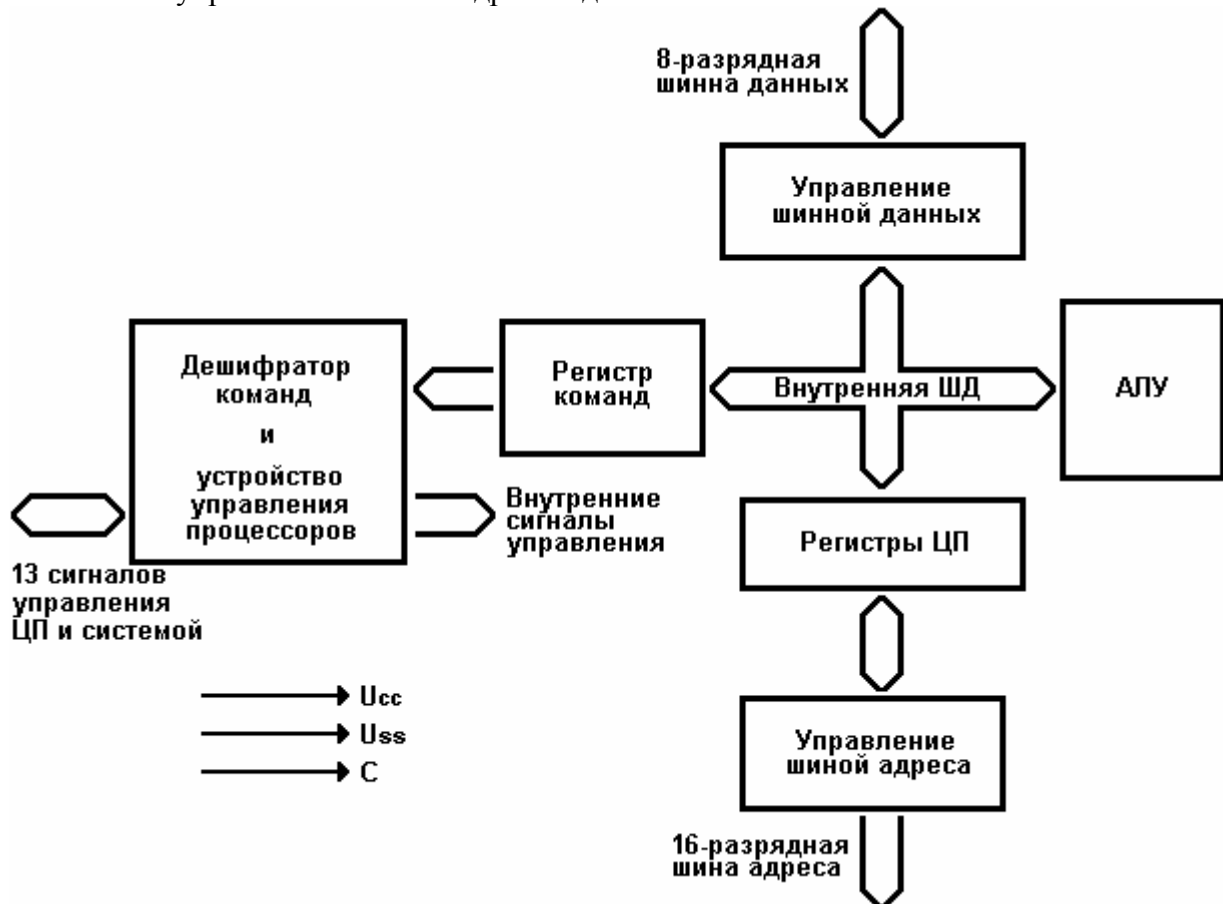 8-разрядная
шинна данных
Управление
шинной данных
Дешифратор
команд
и
устройство
управления
процессоров
Регистр
команд
Внутренняя ШД
АЛУ
Внутренние
сигналы
управления
Регистры ЦП
13 сигналов
управления
ЦП и системой
Ucc
Uss
C
Управление
шиной адреса
16-разрядная
шина адреса